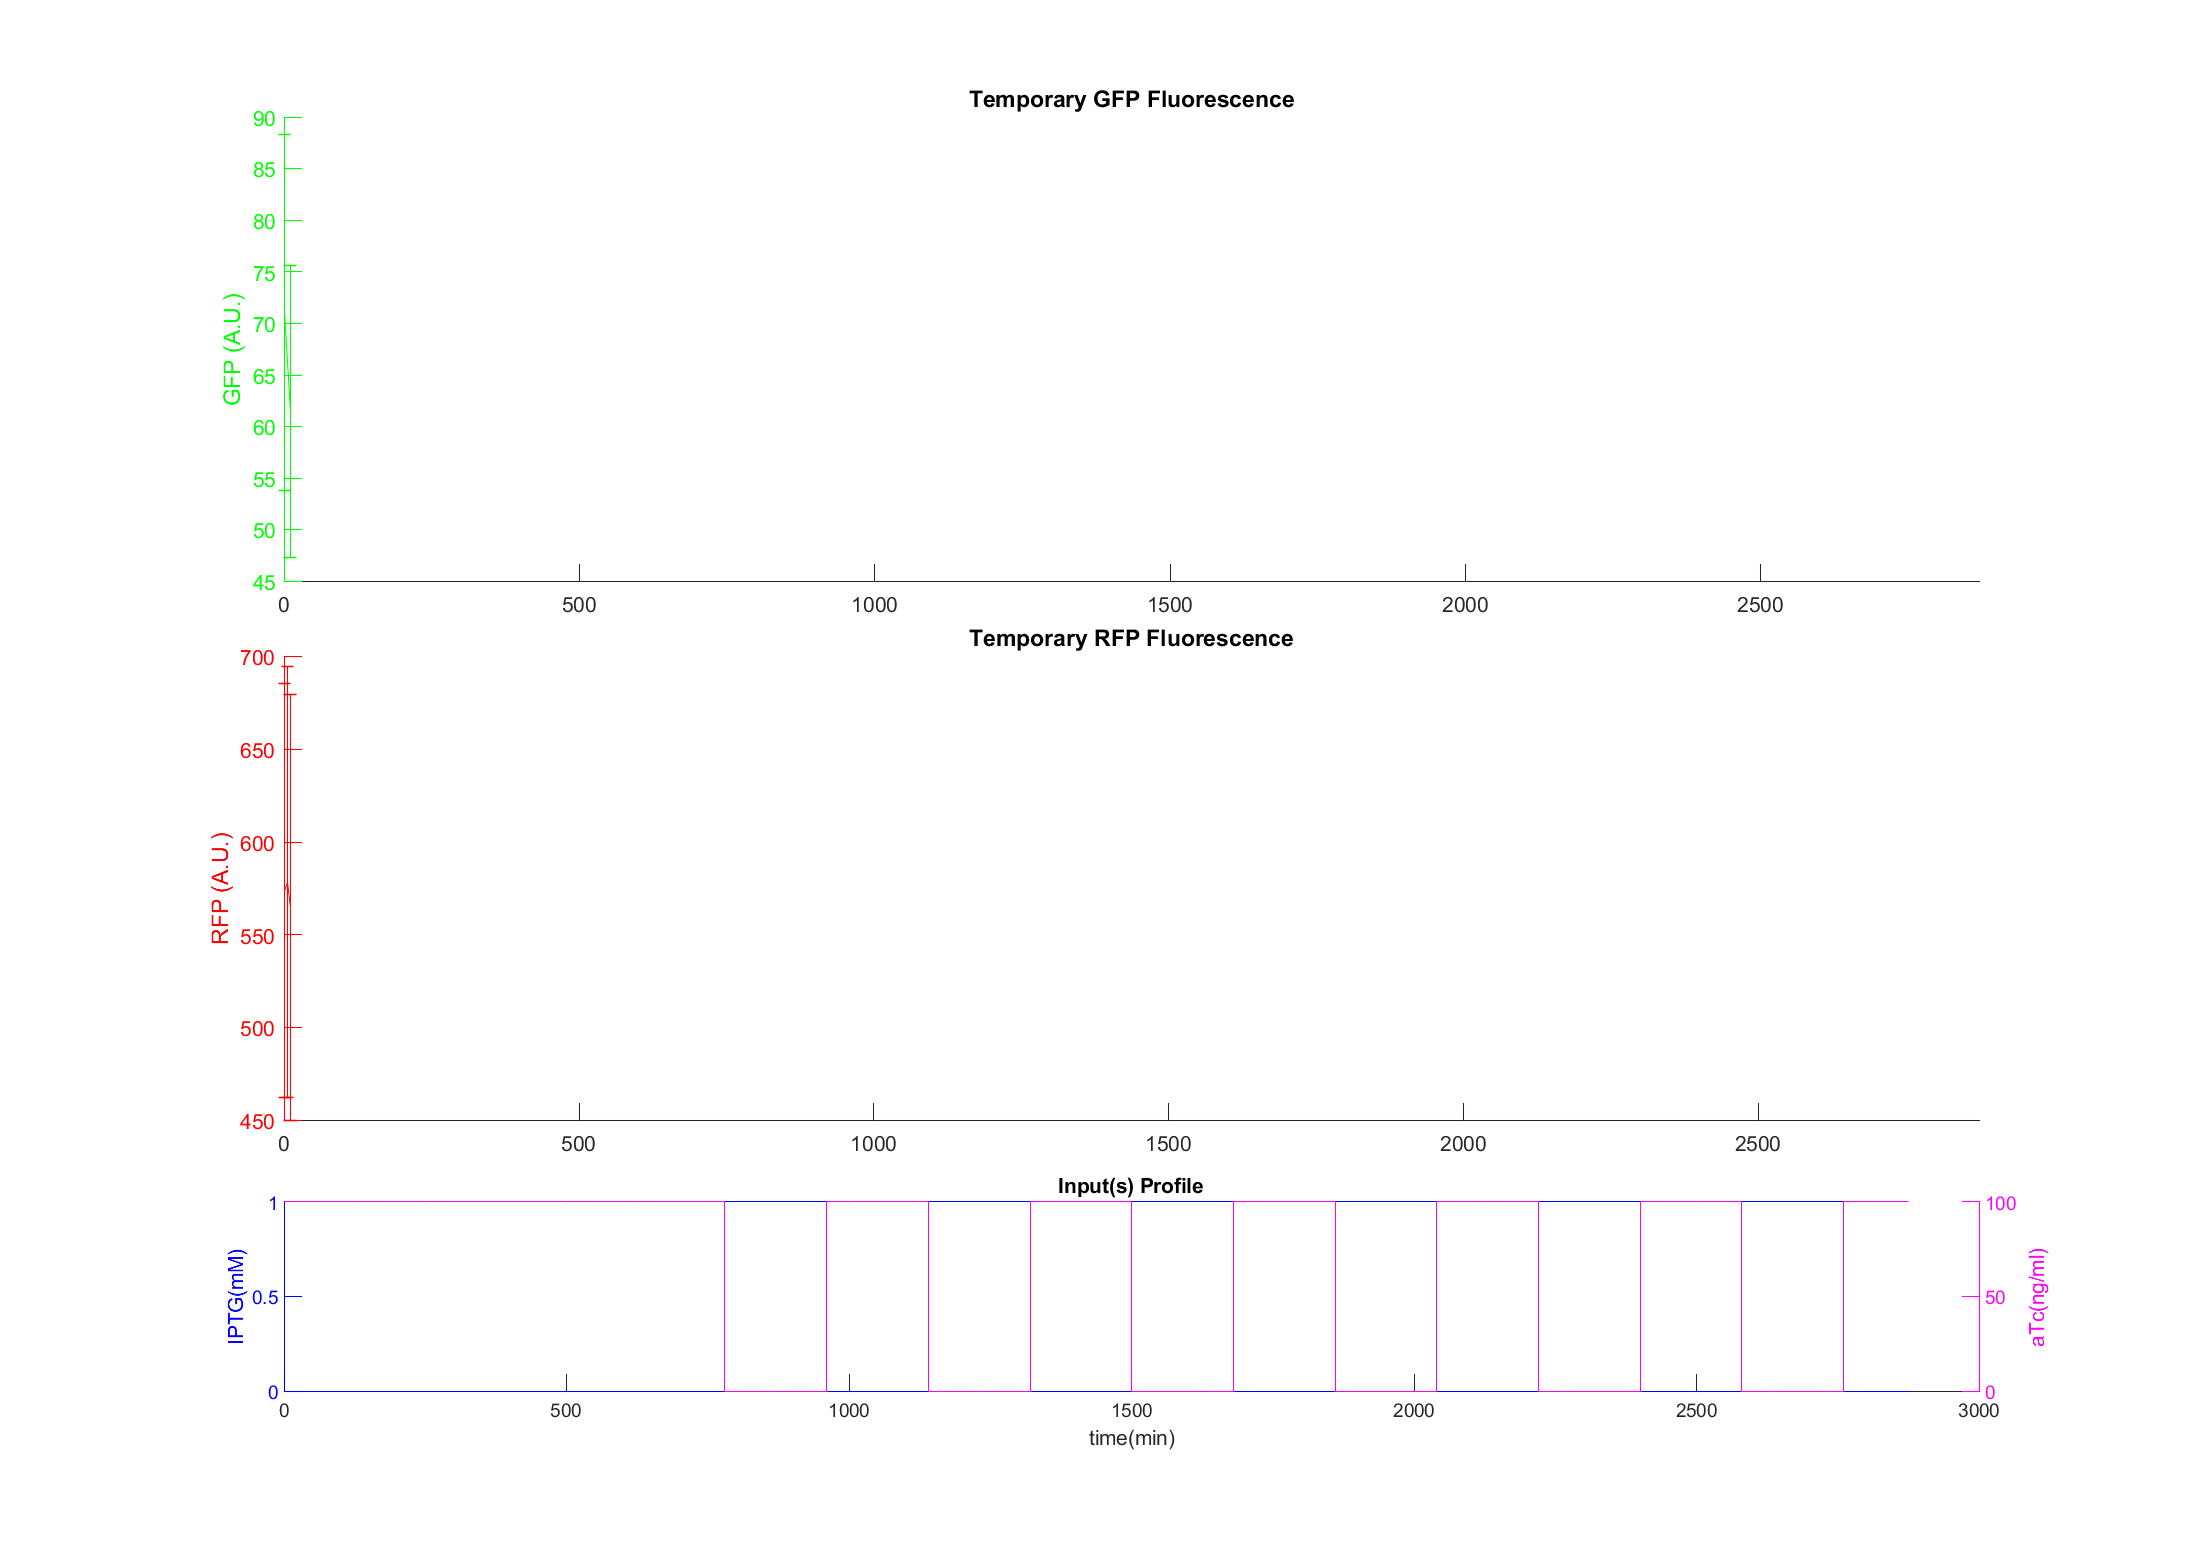 Temporary GFP Fluorescence
90
85
80
75
70
65
60
55
50
45
GFP (A.U.)
0 500 1000 1500 2000 2500
Temporary RFP Fluorescence
700
650
600
550
500
450
RFP (A.U.)
0 500 1000 1500 2000 2500
Input(s) Profile
1
0.5
0
IPTG(mM)
100
50
0
aTc(ng/ml)
0 500 1000 1500 2000 2500 3000
time(min)